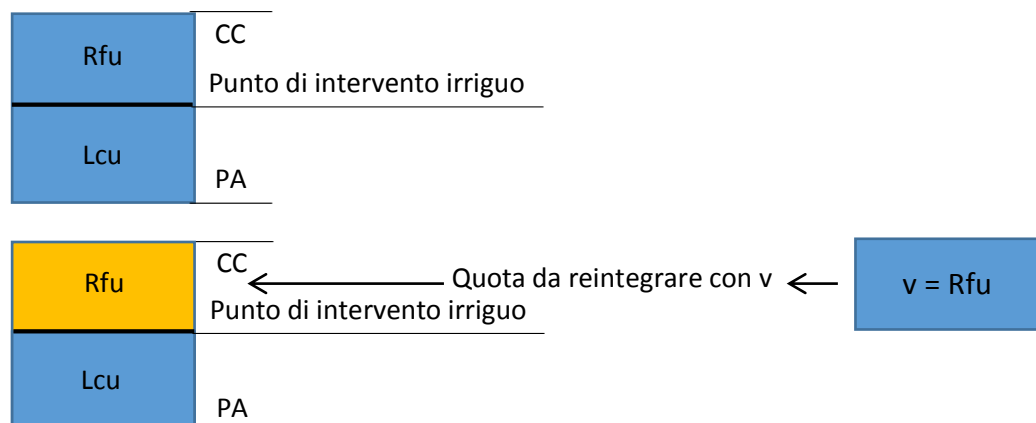 Rfu
CC
Punto di intervento irriguo
Lcu
PA
Rfu
CC
Quota da reintegrare con v
v = Rfu
Punto di intervento irriguo
Lcu
PA